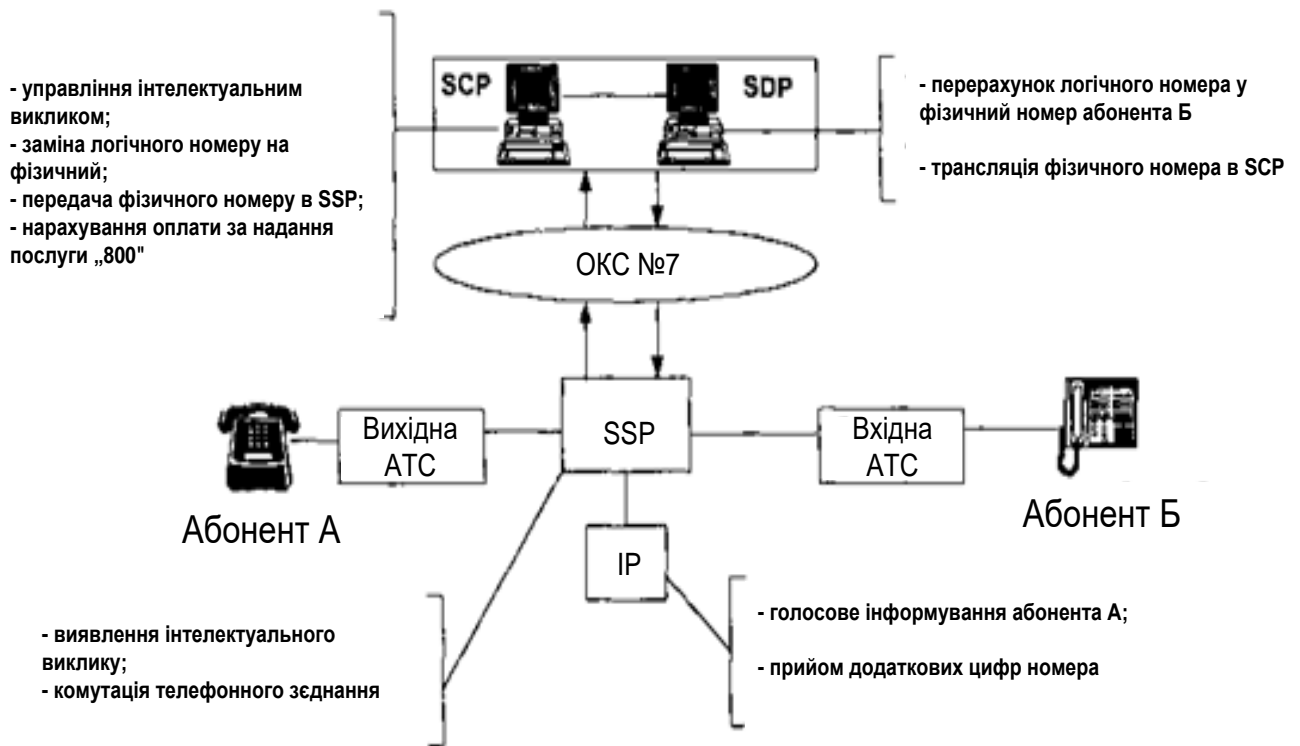 - управління інтелектуальним
викликом;
- заміна логічного номеру на
фізичний;
- передача фізичного номеру в SSP;
- нарахування оплати за надання
послуги „800"
SCP
SDP
- перерахунок логічного номера у
фізичний номер абонента Б
- трансляція фізичного номера в SCP
ОКС №7
Вихідна
АТС
SSP
Вхідна
АТС
Абонент А
Абонент Б
IP
- виявлення інтелектуального
виклику;
- комутація телефонного зєднання
- голосове інформування абонента А;
- прийом додаткових цифр номера